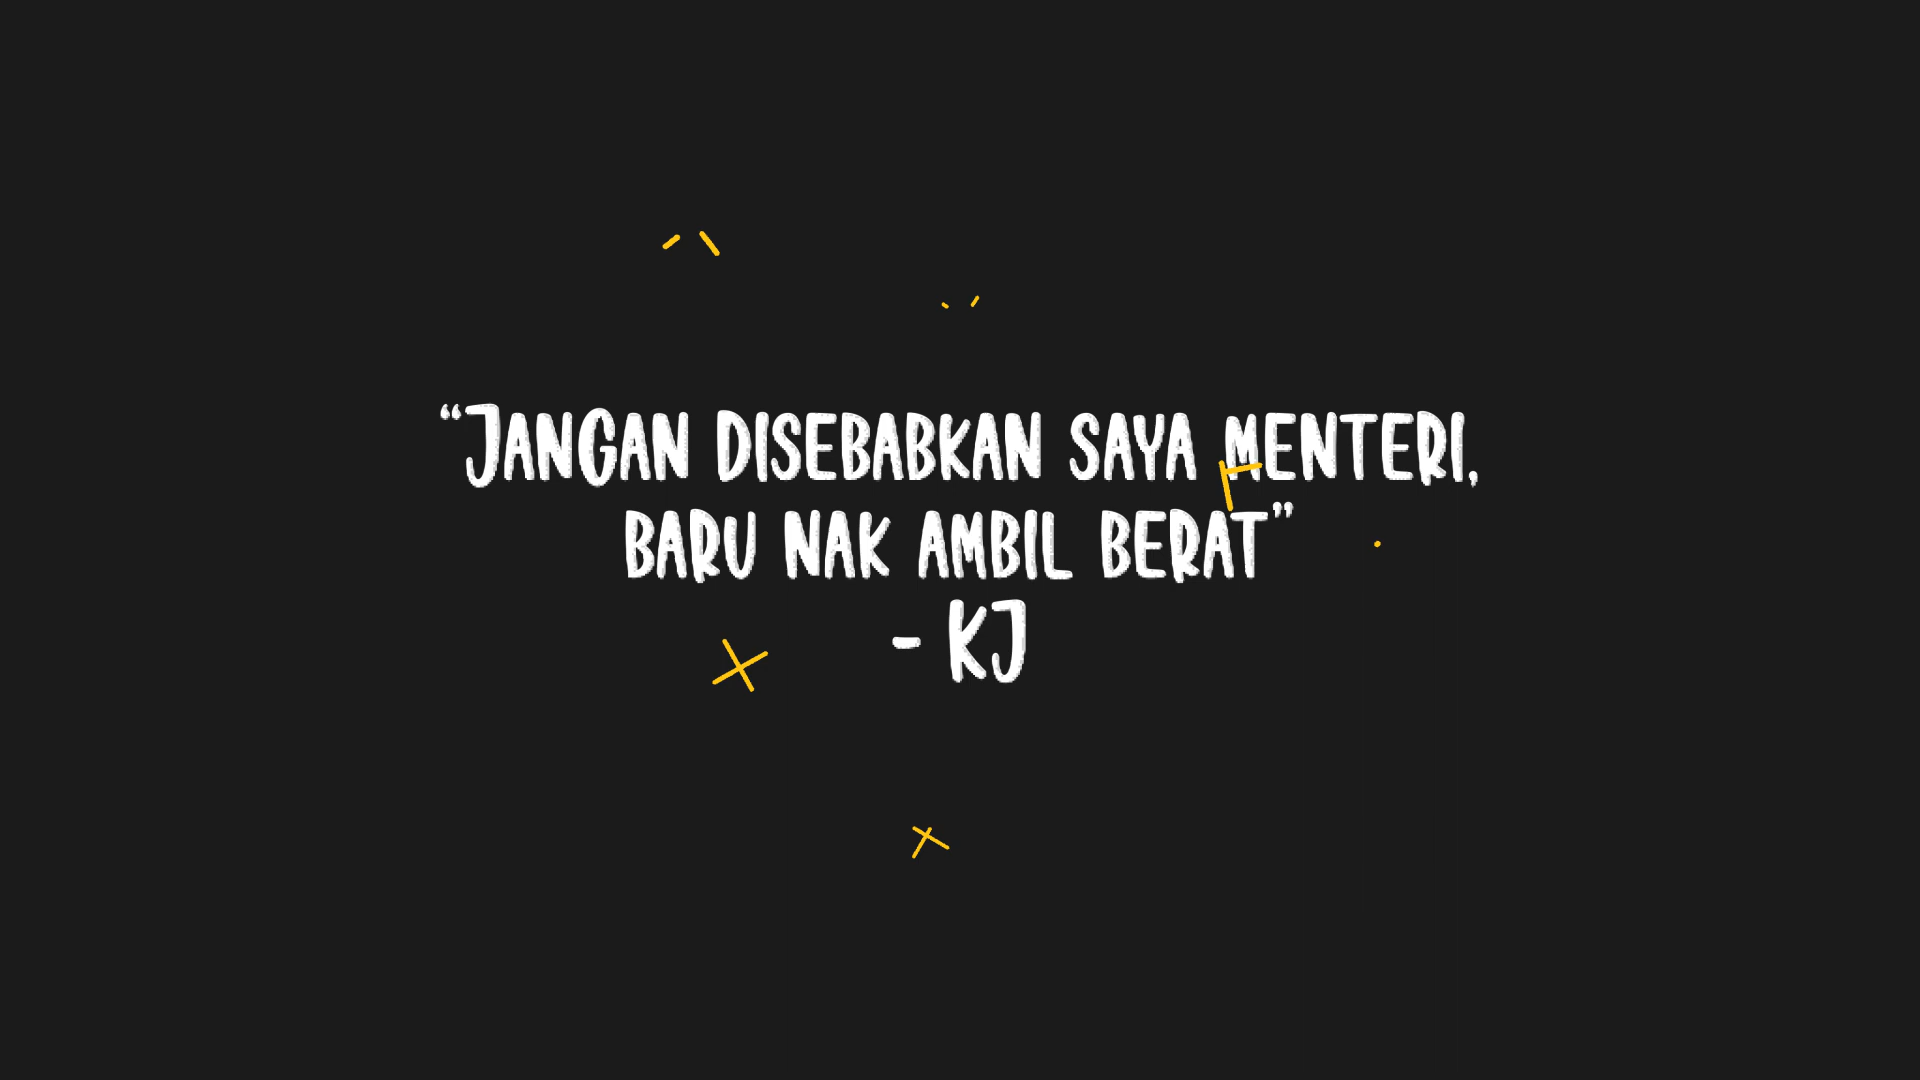 “JANGAN DISEBABKAN SAYA MENTERI,
BARU NAK AMBIL BERAT”
- KJ